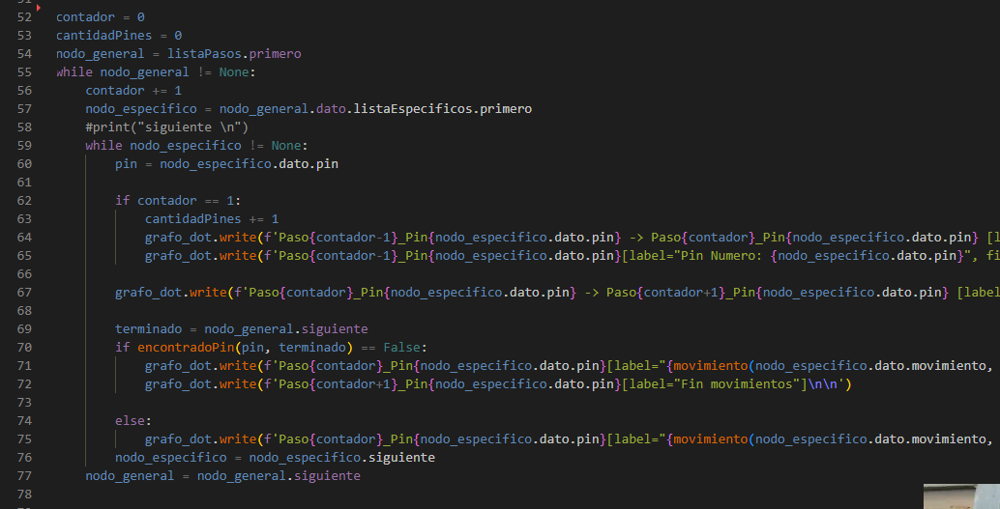 52 contador = 0
53 cantidadPines = 0
54 nodo_general = listaPasos.primero
55 while nodo_general != None:
56 contador += 1
57 nodo_especifico = nodo_general.dato.listaEspecificos.primero
58 #print("siguiente \n")
59 while nodo_especifico != None:
60 pin = nodo_especifico.dato.pin
61
62 if contador == 1:
63 cantidadPines += 1
64 grafo_dot.write(f'Paso{contador-1}_Pin{nodo_especifico.dato.pin} -> Paso{contador}_Pin{nodo_especifico.dato.pin} [l
65 grafo_dot.write(f'Paso{contador-1}_Pin{nodo_especifico.dato.pin}[label="Pin Numero: {nodo_especifico.dato.pin}", fi
66
67 grafo_dot.write(f'Paso{contador}_Pin{nodo_especifico.dato.pin} -> Paso{contador+1}_Pin{nodo_especifico.dato.pin} [label
68
69 terminado = nodo_general.siguiente
70 if encontradoPin(pin, terminado) == False:
71 grafo_dot.write(f'Paso{contador}_Pin{nodo_especifico.dato.pin}[label="{movimiento(nodo_especifico.dato.movimiento,
72 grafo_dot.write(f'Paso{contador+1}_Pin{nodo_especifico.dato.pin}[label="Fin movimientos"]\n\n')
73
74 else:
75 grafo_dot.write(f'Paso{contador}_Pin{nodo_especifico.dato.pin}[label="{movimiento(nodo_especifico.dato.movimiento,
76 nodo_especifico = nodo_especifico.siguiente
77 nodo_general = nodo_general.siguiente
78